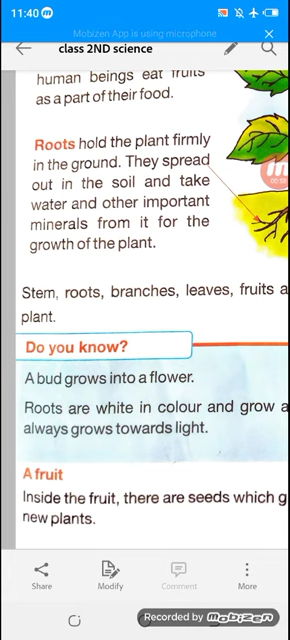 11:40
Mobizen App is using microphone
class 2ND science
human beings eat fruits
as a part of their food.
Roots hold the plant firmly
in the ground. They spread
out in the soil and take
water and other important
minerals from it for the
growth of the plant.
Stem, roots, branches, leaves, fruits a
plant.
Do you know?
A bud grows into a flower.
Roots are white in colour and grow a
always grows towards light.
A fruit
Inside the fruit, there are seeds which g
new plants.
Share Modify Comment More
Recorded by mobizen